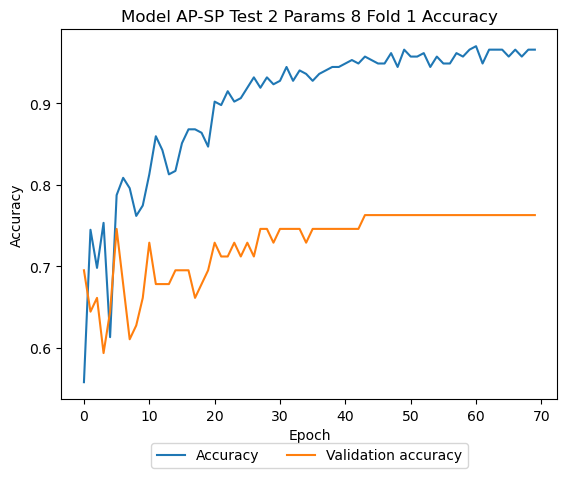 Model AP-SP Test 2 Params 8 Fold 1 Accuracy
Accuracy
0.9
0.8
0.7
0.6
0 10 20 30 40 50 60 70
Epoch
Accuracy Validation accuracy